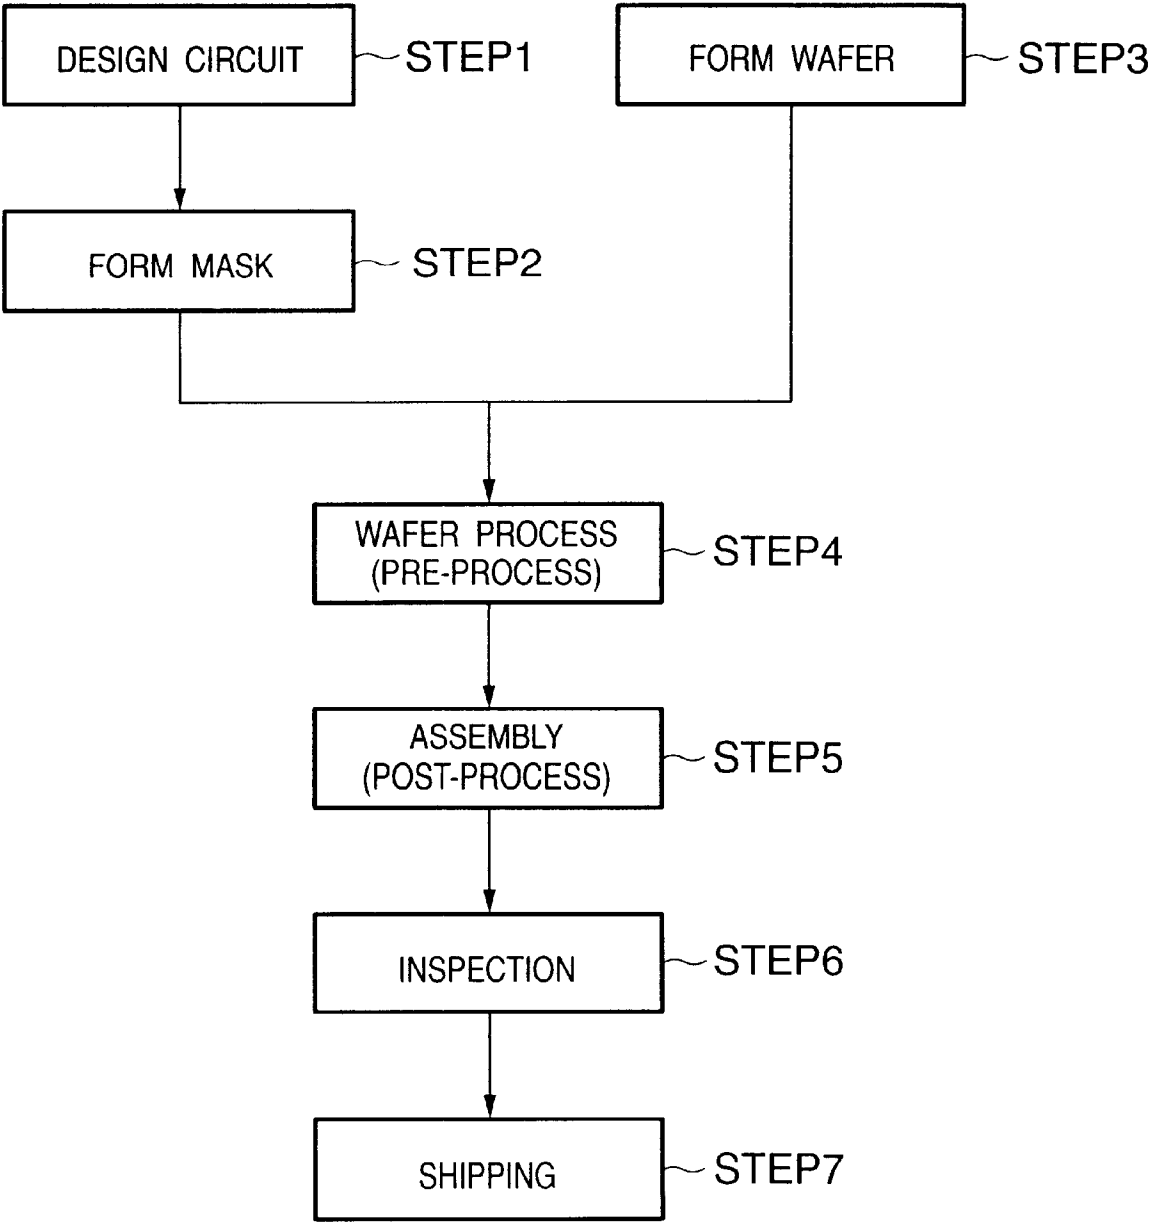 DESIGN CIRCUIT
STEP1
FORM WAFER
STEP3
FORM MASK
STEP2
WAFER PROCESS
(PRE-PROCESS)
STEP4
ASSEMBLY
(POST-PROCESS)
STEP5
INSPECTION
STEP6
SHIPPING
STEP7